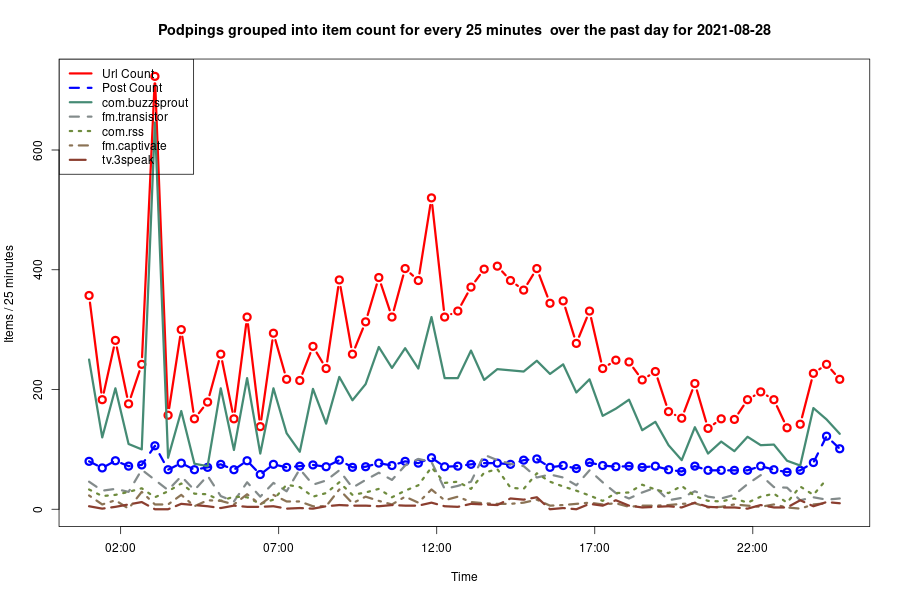 Podpings grouped into item count for every 25 minutes  over the past day for 2021-08-28
Url Count
Post Count
com.buzzsprout
fm.transistor
com.rss
fm.captivate
tv.3speak
Items / 25 minutes
600
400
200
0
02:00
07:00
12:00
17:00
22:00
Time